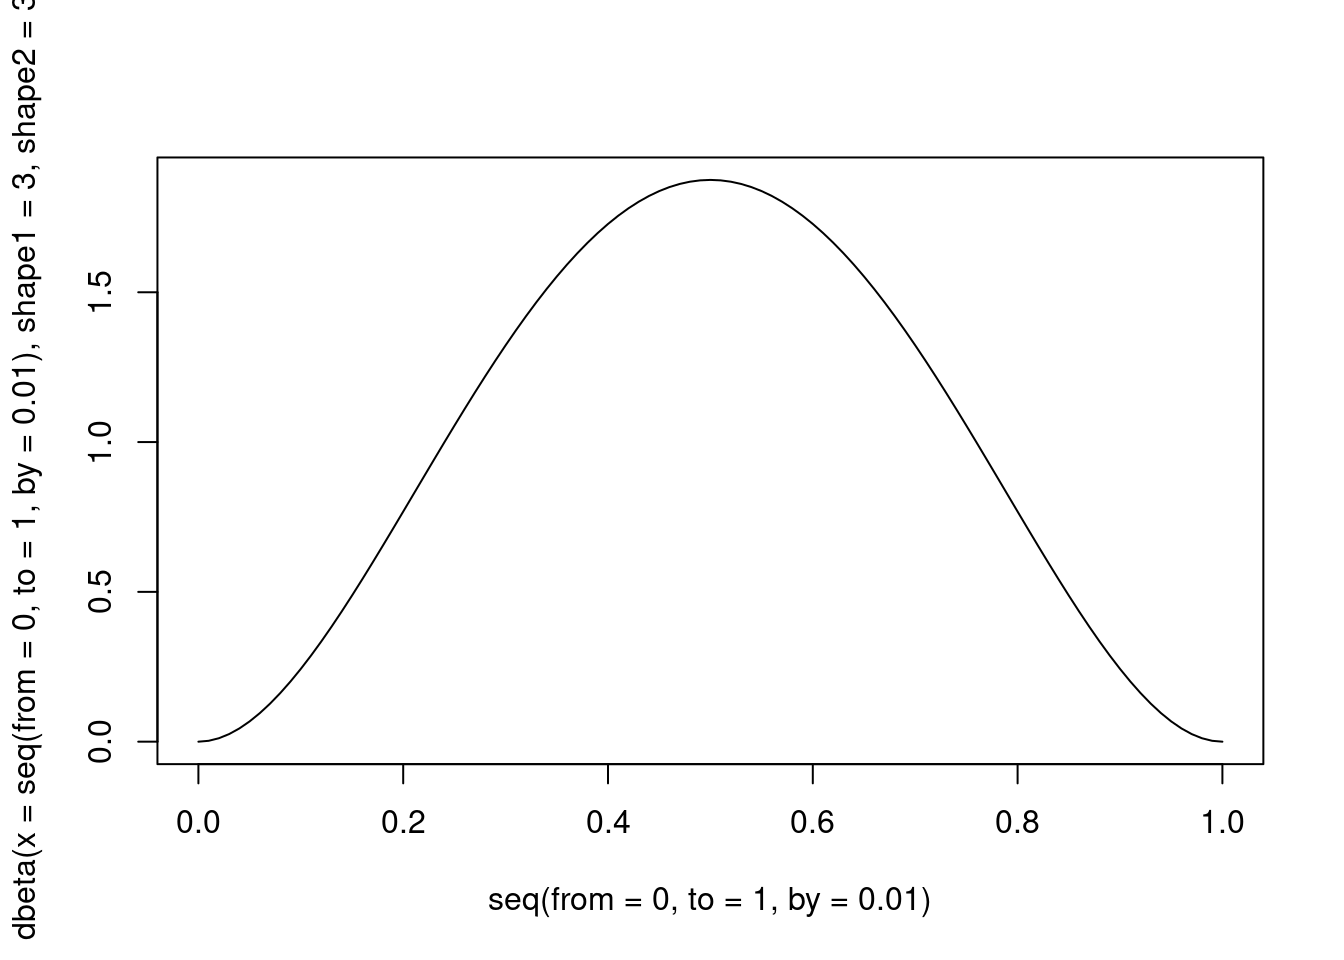 dbeta(x = seq(from = 0, to = 1, by = 0.01), shape1 = 3, shape2 = 3
1.5
1.0
0.5
0.0
0.0 0.2 0.4 0.6 0.8 1.0
seq(from = 0, to = 1, by = 0.01)